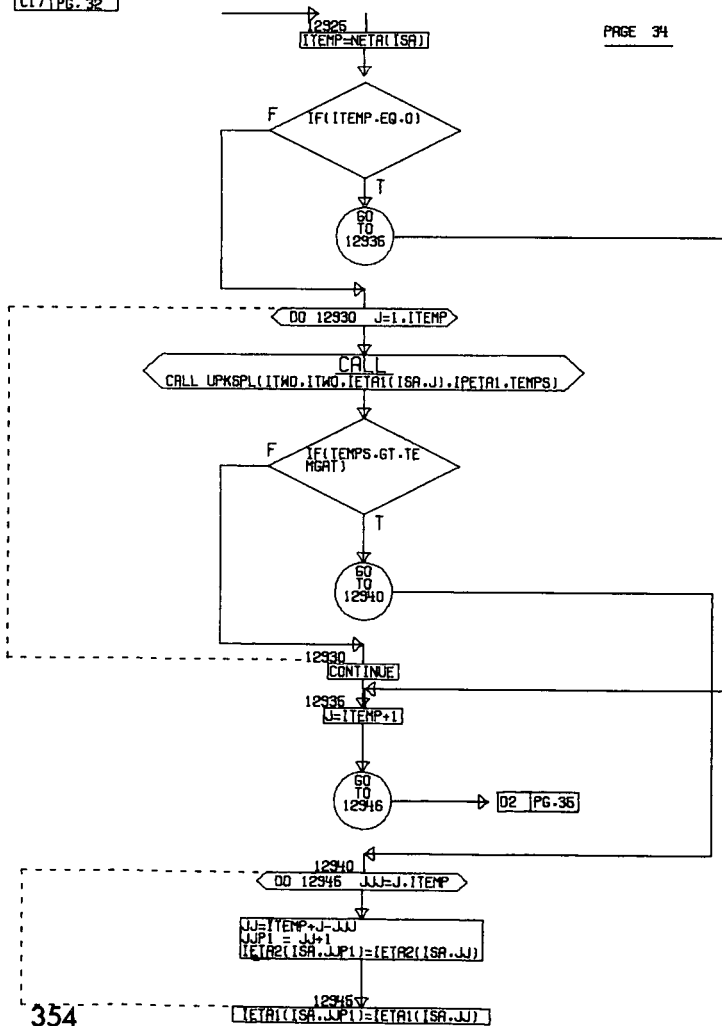 C17 PG. 32
PAGE 34
12926
ITEMP=NETA(ISA)
IF(ITEMP.EQ.0)
F
T
GO
TO
12936
DO 12930 J=1.ITEMP
CALL
CALL UPKSPL(ITWO.ITWO.IETA1(ISA.J).IPETA1.TEMPS)
IF(TEMPS.GT.TE
MGAT)
F
T
GO
TO
12940
12930
CONTINUE
12936
J=ITEMP+1
GO
TO
12946
D2 PG.35
12940
DO 12945 JJJ=J.ITEMP
JJ=ITEMP+J-JJJ
JJP1 = JJ+1
IETA2(ISA.JJP1)=IETA2(ISA.JJ)
12945
IETA1(ISA.JJP1)=IETA1(ISA.JJ)
354